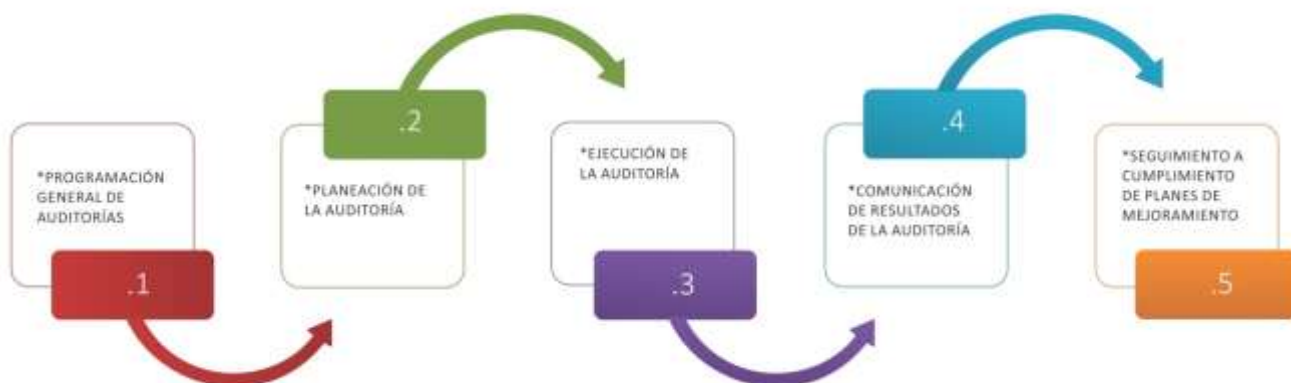 *PROGRAMACIÓN
GENERAL DE
AUDITORÍAS
.1
.2
*PLANEACIÓN DE
LA AUDITORÍA
*EJECUCIÓN DE
LA AUDITORÍA
.3
.4
*COMUNICACIÓN
DE RESULTADOS
DE LA AUDITORÍA
*SEGUIMIENTO A
CUMPLIMIENTO
DE PLANES DE
MEJORAMIENTO
.5